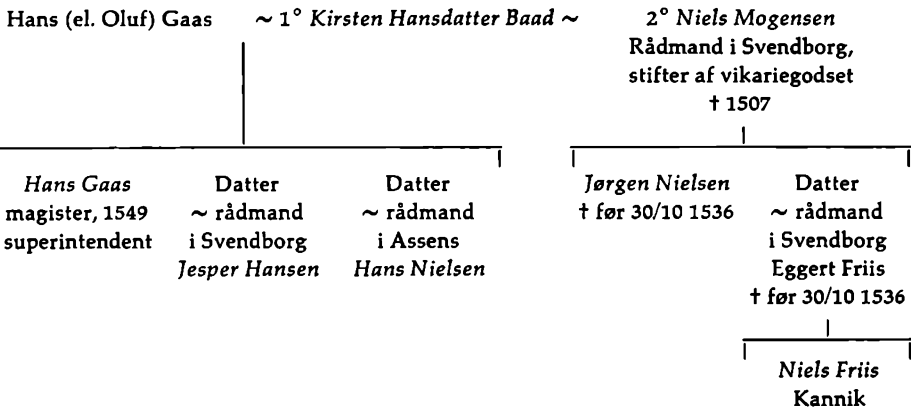 Hans (el. Oluf) Gaas ~ 1° Kirsten Hansdatter Baad ~ 2° Niels Mogensen
Rådmand i Svendborg,
stifter af vikariegodset
† 1507
Hans Gaas
magister, 1549
superintendent
Datter
~ rådmand
i Svendborg
Jesper Hansen
Datter
~ rådmand
i Assens
Hans Nielsen
Jørgen Nielsen
† før 30/10 1536
Datter
~ rådmand
i Svendborg
Eggert Friis
† før 30/10 1536
Niels Friis
Kannik